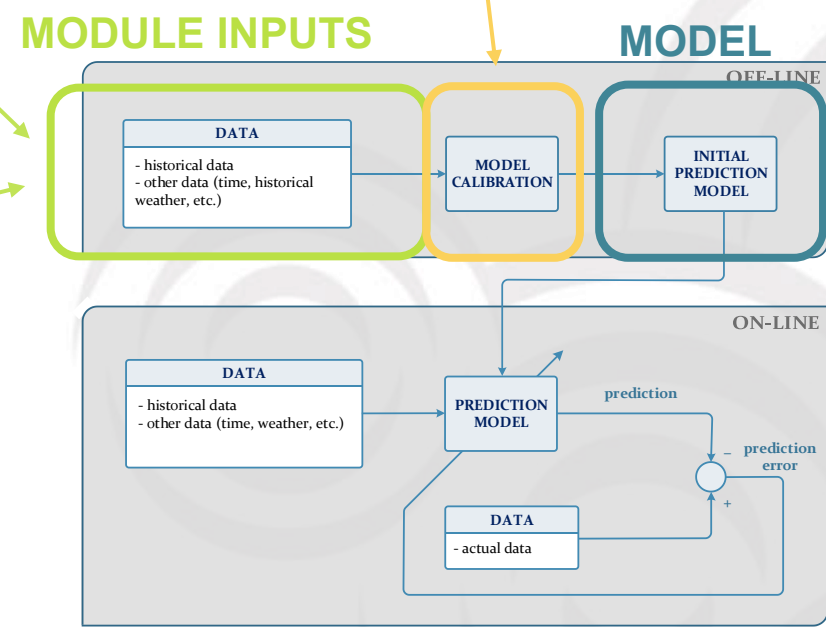 MODULE INPUTS
MODEL
OFF-LINE
DATA
- historical data
- other data (time, historical
weather, etc.)
MODEL
CALIBRATION
INITIAL
PREDICTION
MODEL
ON-LINE
DATA
- historical data
- other data (time, weather, etc.)
PREDICTION
MODEL
prediction
– prediction
error
+
DATA
- actual data